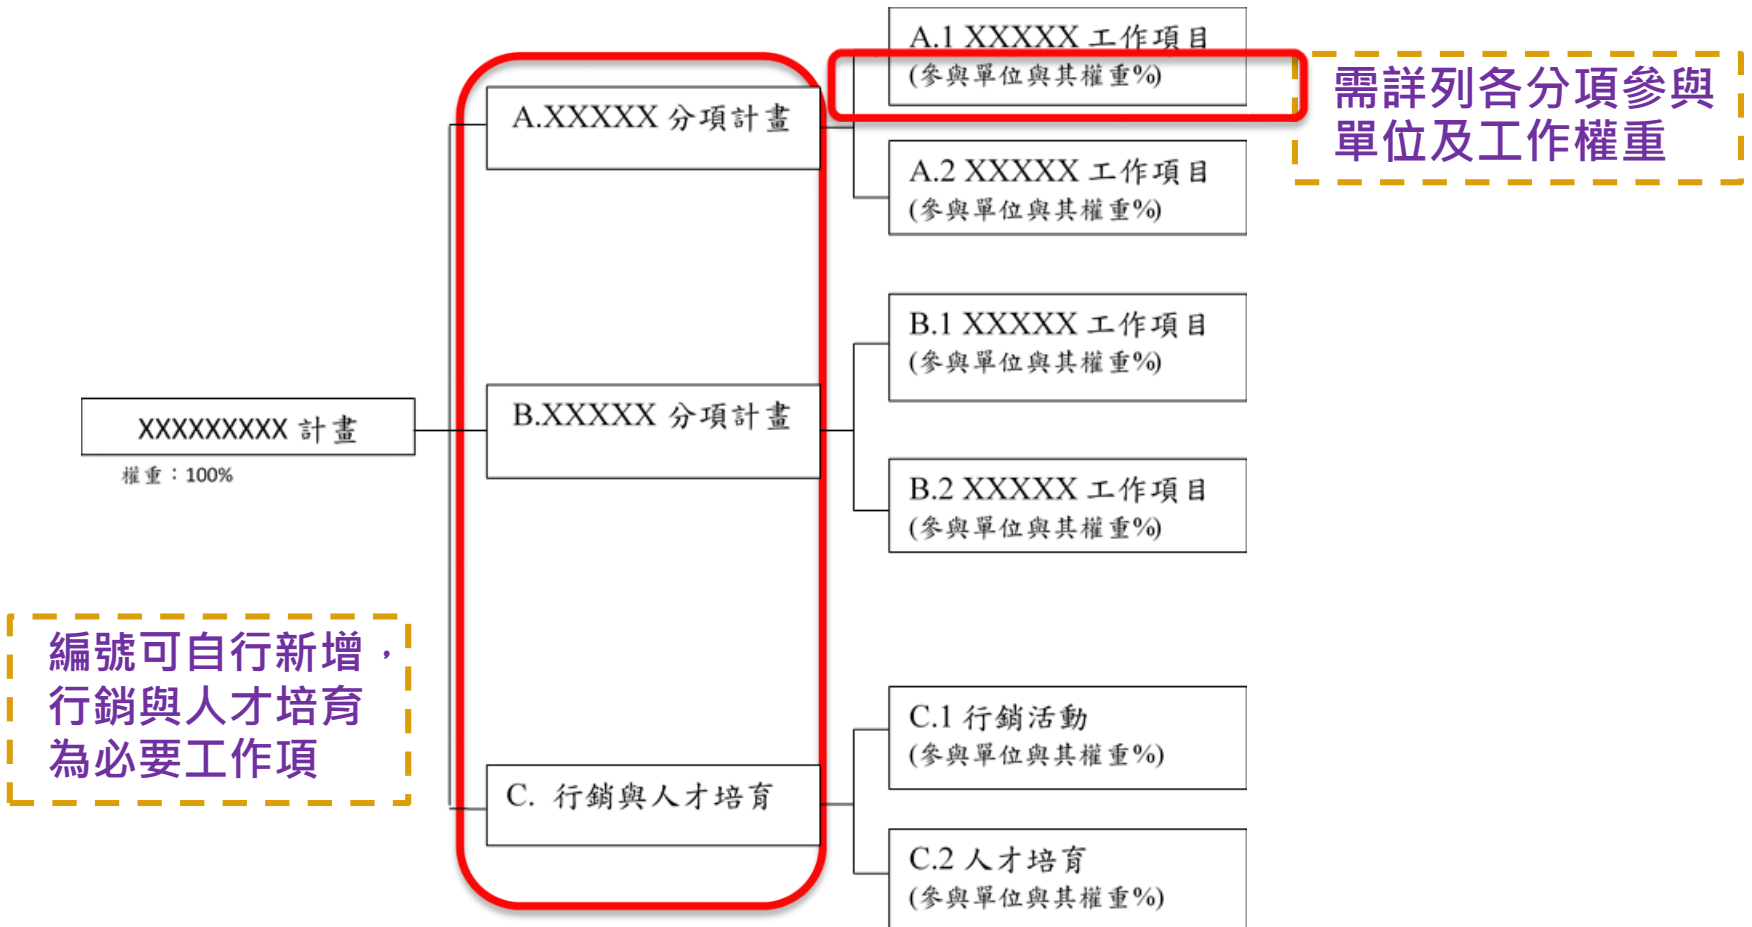 A.1 XXXXX 工作項目
(參與單位與其權重%)
需詳列各分項參與
單位及工作權重
A.XXXXX 分項計畫
A.2 XXXXX 工作項目
(參與單位與其權重%)
B.1 XXXXX 工作項目
(參與單位與其權重%)
B.XXXXX 分項計畫
XXXXXXXXX 計畫
權重：100%
B.2 XXXXX 工作項目
(參與單位與其權重%)
編號可自行新增，
行銷與人才培育
為必要工作項
C.1 行銷活動
(參與單位與其權重%)
C. 行銷與人才培育
C.2 人才培育
(參與單位與其權重%)